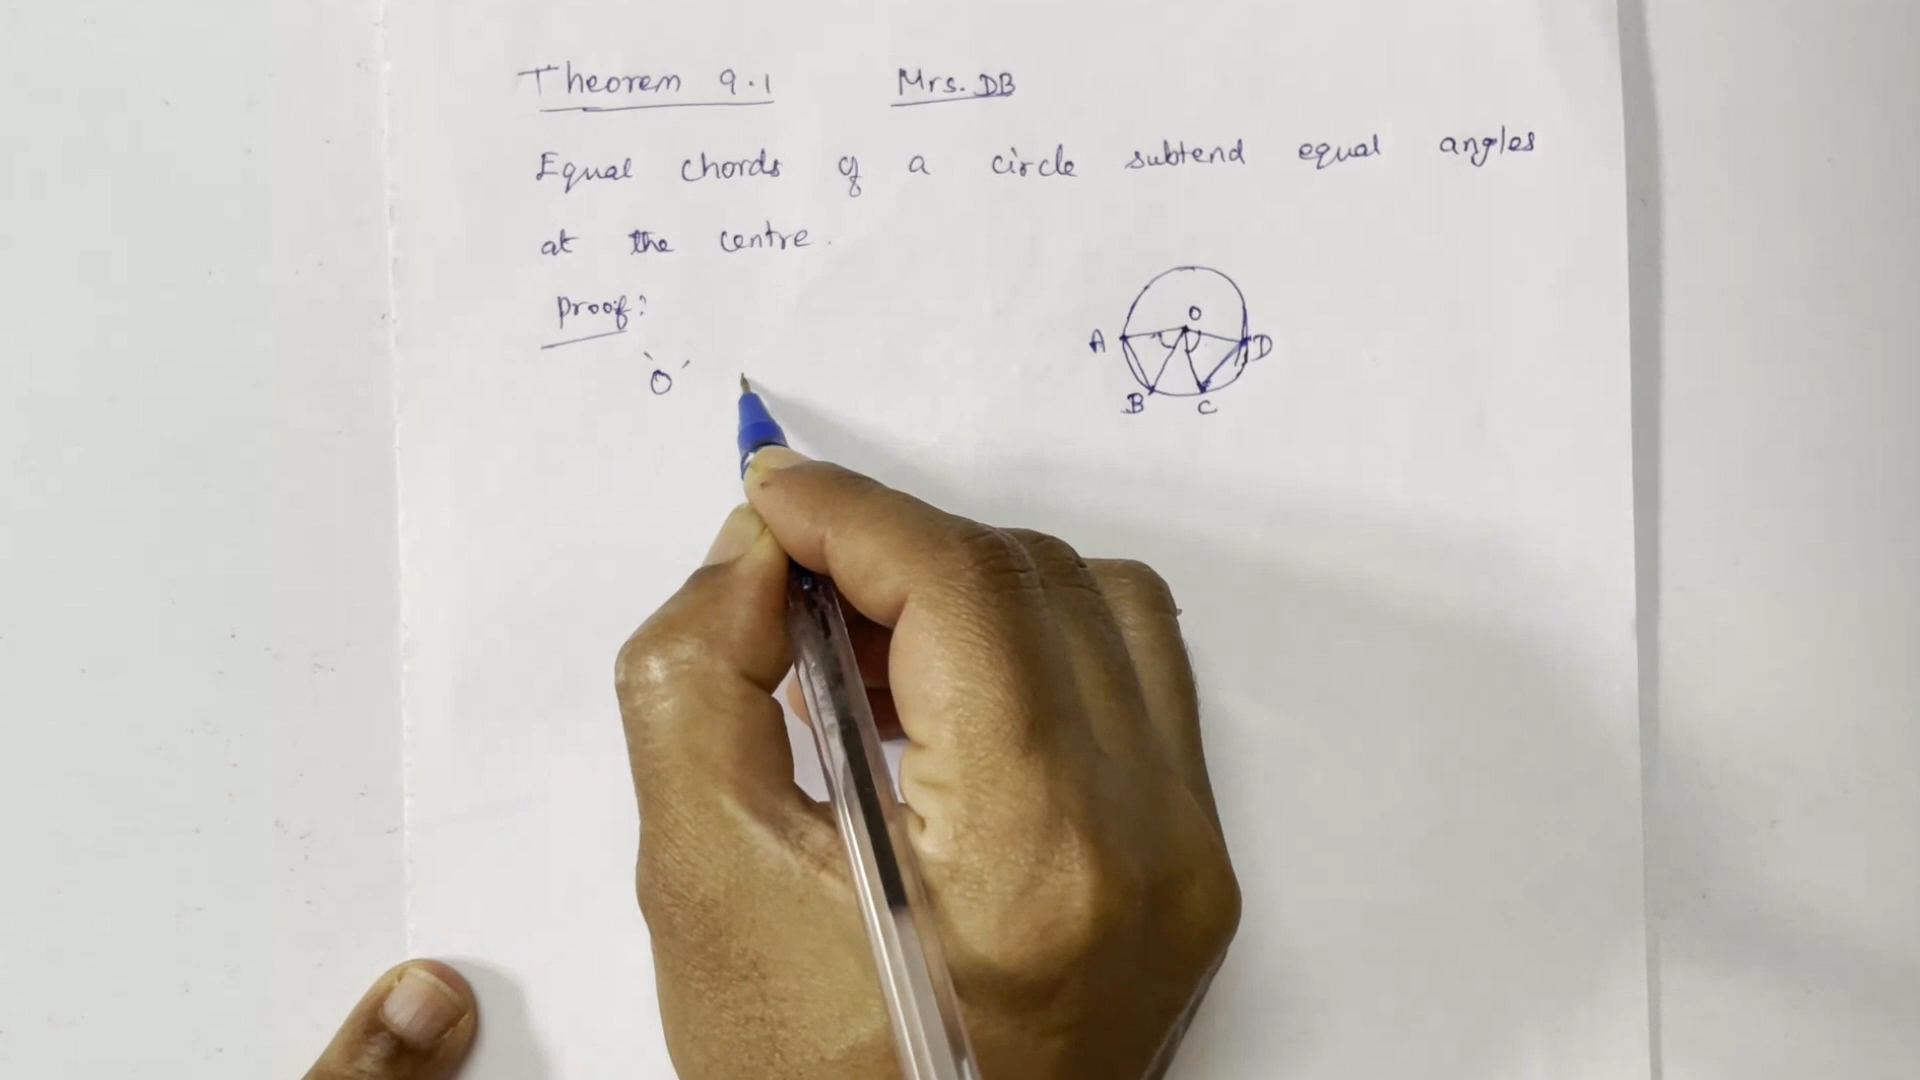 Theorem 9.1 Mrs. DB
Equal chords of a circle subtend equal angles
at the centre.
Proof:
'O'
O
A
D
B
C